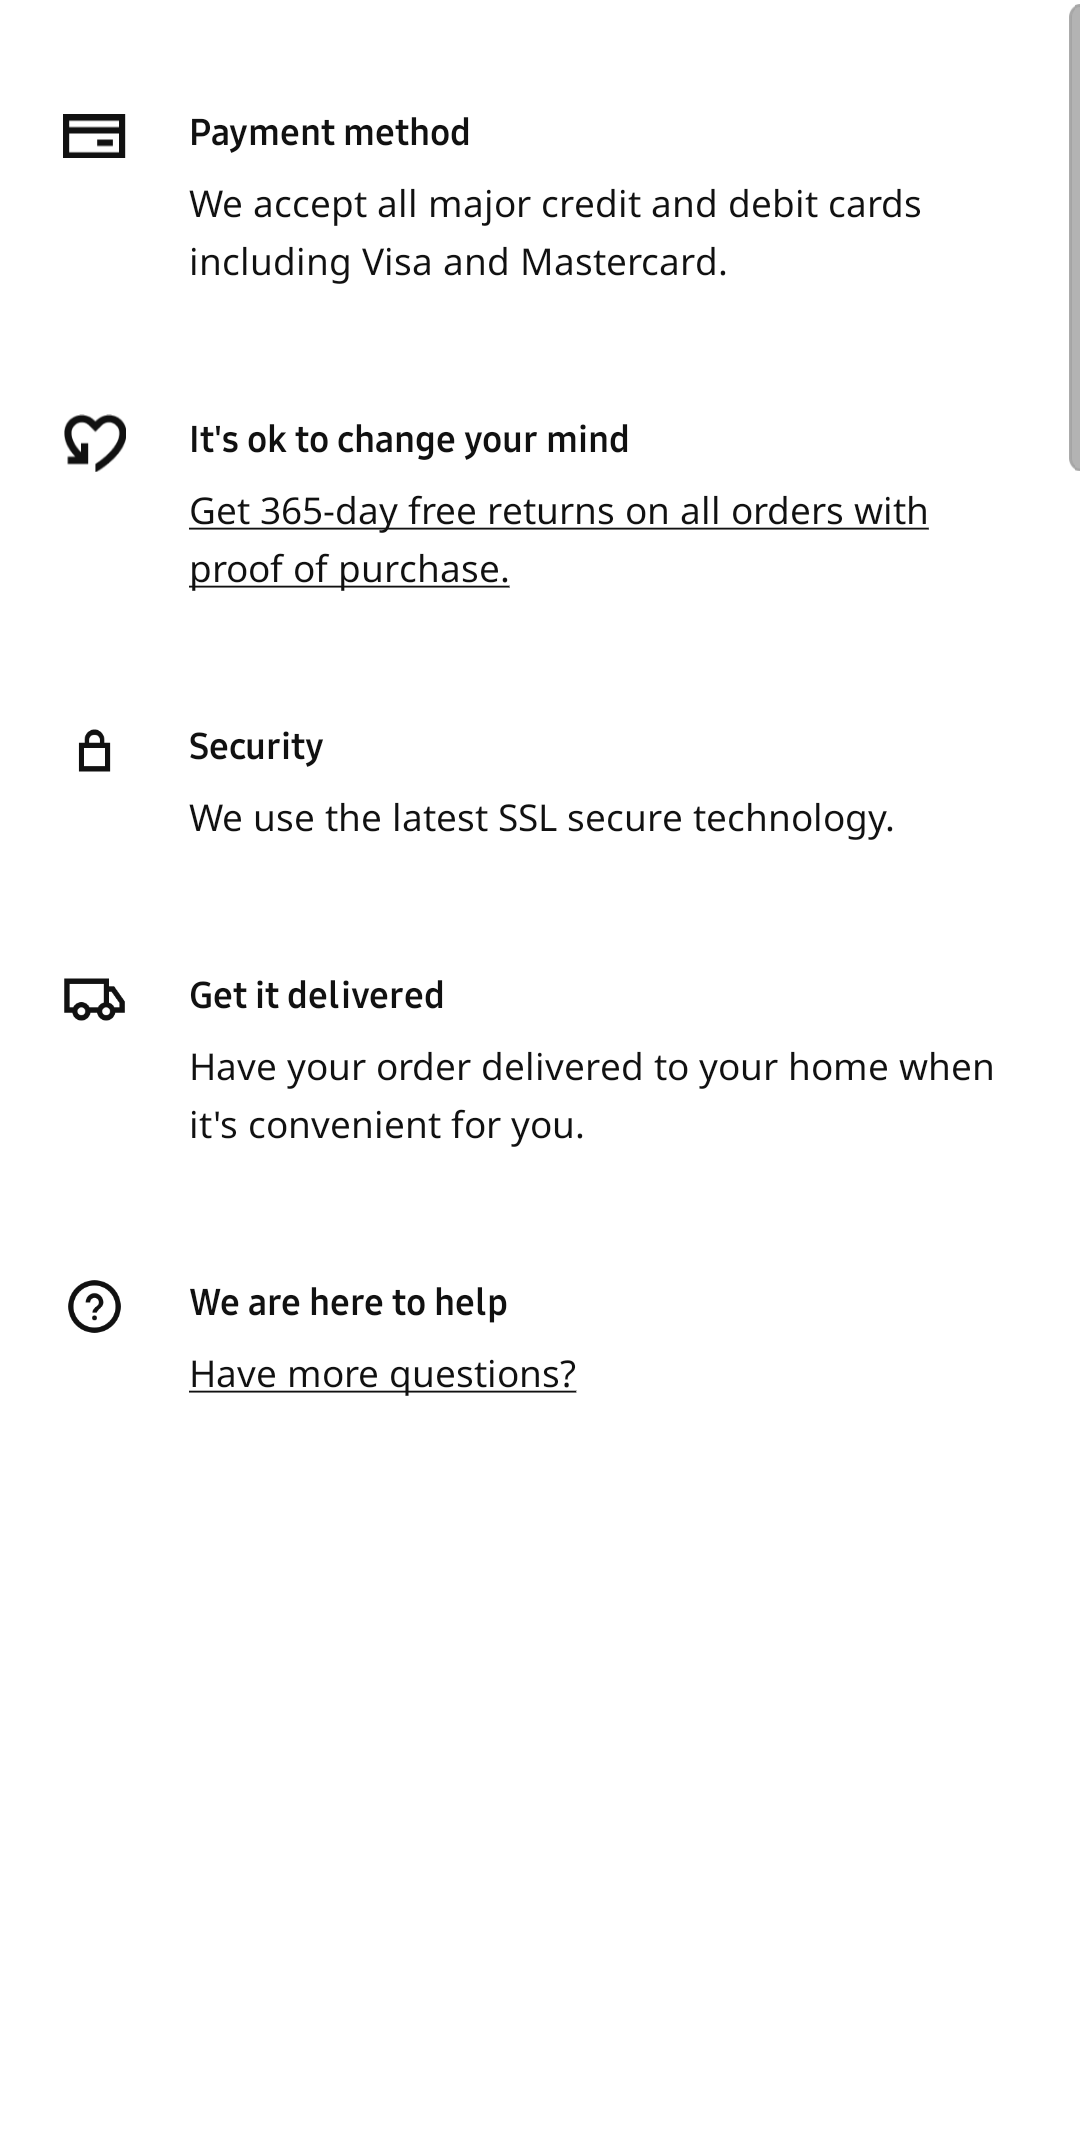 Payment method
We accept all major credit and debit cards
including Visa and Mastercard.
It's ok to change your mind
Get 365-day free returns on all orders with
proof of purchase.
Security
We use the latest SSL secure technology.
Get it delivered
Have your order delivered to your home when
it's convenient for you.
We are here to help
Have more questions?